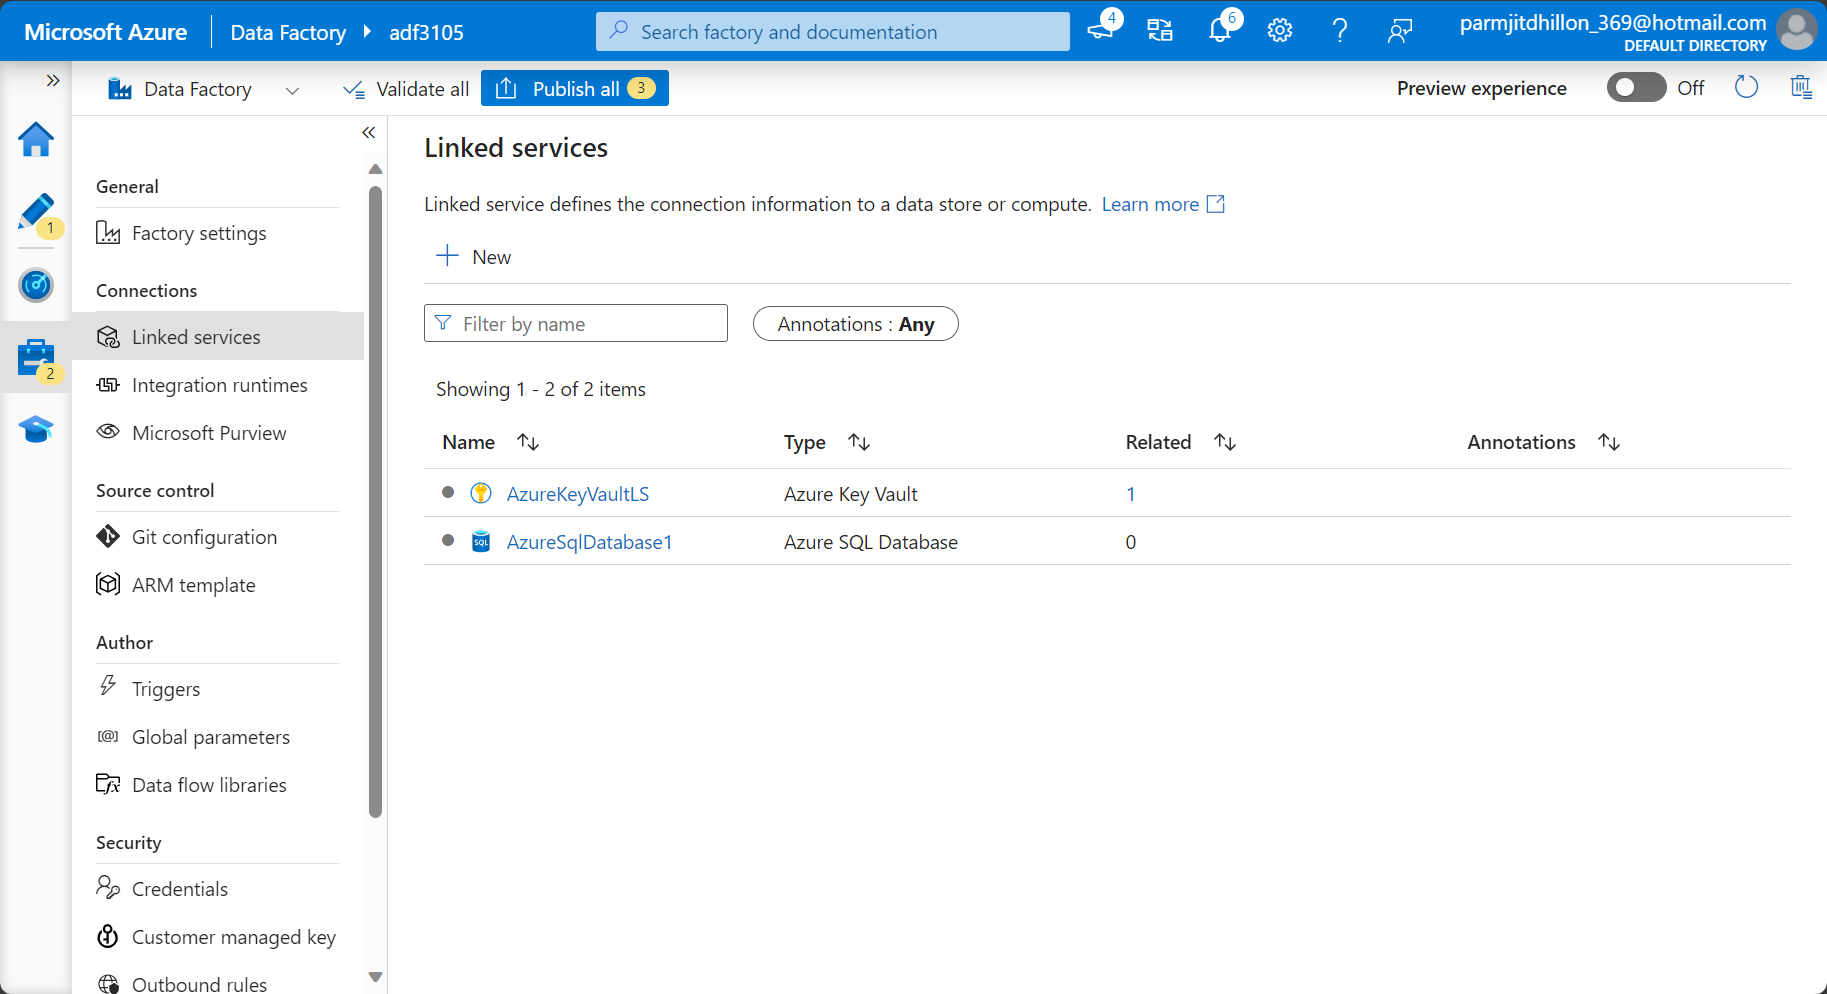 Microsoft Azure
Data Factory
adf3105
Search factory and documentation
4
6
parmjitdhillon_369@hotmail.com
DEFAULT DIRECTORY
Data Factory
Validate all
Publish all 3
Preview experience
Off
1
2
General
Factory settings
Connections
Linked services
Integration runtimes
Microsoft Purview
Source control
Git configuration
ARM template
Author
Triggers
Global parameters
Data flow libraries
Security
Credentials
Customer managed key
Outbound rules
Linked services
Linked service defines the connection information to a data store or compute. Learn more
New
Filter by name
Annotations : Any
Showing 1 - 2 of 2 items
Name Type Related Annotations
AzureKeyVaultLS Azure Key Vault 1
SQL AzureSqlDatabase1 Azure SQL Database 0